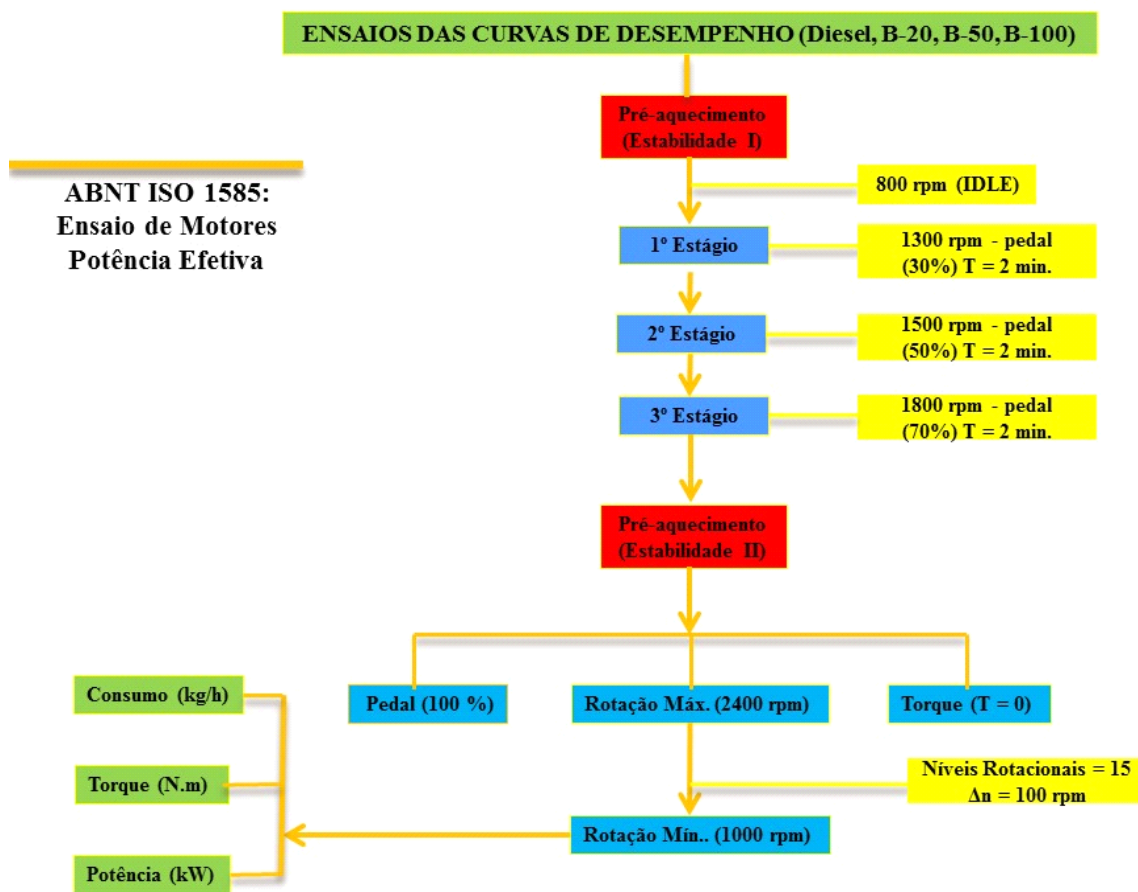 ENSAIOS DAS CURVAS DE DESEMPENHO (Diesel, B-20, B-50, B-100)
Pré-aquecimento
(Estabilidade I)
ABNT ISO 1585:
Ensaio de Motores
Potência Efetiva
800 rpm (IDLE)
1º Estágio
1300 rpm - pedal
(30%) T = 2 min.
2º Estágio
1500 rpm - pedal
(50%) T = 2 min.
3º Estágio
1800 rpm - pedal
(70%) T = 2 min.
Pré-aquecimento
(Estabilidade II)
Consumo (kg/h)
Pedal (100 %)
Rotação Máx. (2400 rpm)
Torque (T = 0)
Torque (N.m)
Níveis Rotacionais = 15
Δn = 100 rpm
Rotação Mín.. (1000 rpm)
Potência (kW)